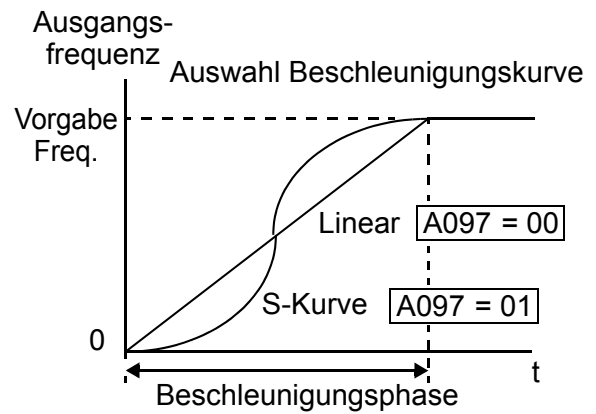 Ausgangs-
frequenz
Auswahl Beschleunigungskurve
Vorgabe
Freq.
Linear A097 = 00
S-Kurve A097 = 01
0
t
Beschleunigungsphase